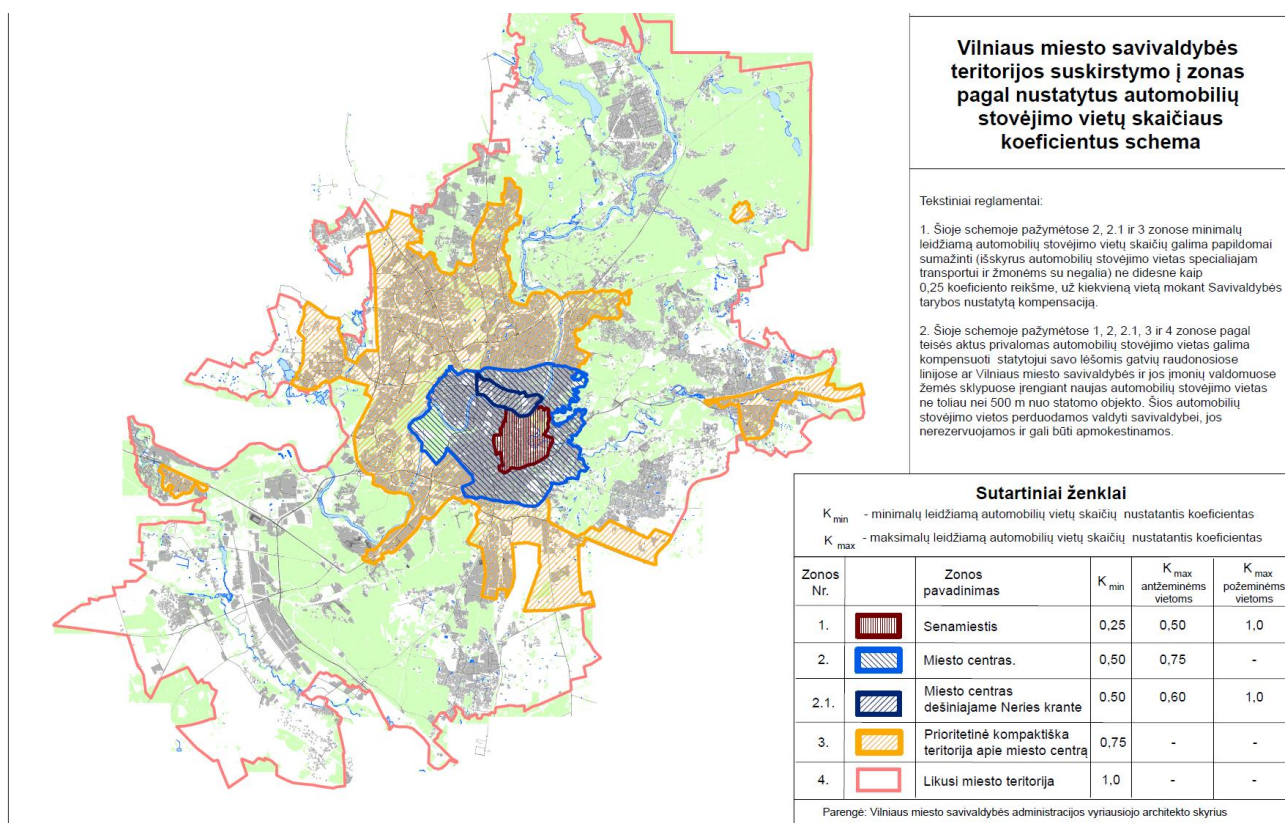 Vilniaus miesto savivaldybės
teritorijos suskirstymo į zonas
pagal nustatytus automobilių
stovėjimo vietų skaičiaus
koeficientus schema
Tekstiniai reglamentai:
1. Šioje schemoje pažymėtose 2, 2.1 ir 3 zonose minimalų
leidžiamą automobilių stovėjimo vietų skaičių galima papildomai
sumažinti (išskyrus automobilių stovėjimo vietas specialiajam
transportui ir žmonėms su negalia) ne didesne kaip
0,25 koeficiento reikšme, už kiekvieną vietą mokant Savivaldybės
tarybos nustatytą kompensaciją.
2. Šioje schemoje pažymėtose 1, 2, 2.1, 3 ir 4 zonose pagal
teisės aktus privalomas automobilių stovėjimo vietas galima
kompensuoti statytojui savo lėšomis gatvių raudonosiose
linijose ar Vilniaus miesto savivaldybės ir jos įmonių valdomuose
žemės sklypuose įrengiant naujas automobilių stovėjimo vietas
ne toliau nei 500 m nuo statomo objekto. Šios automobilių
stovėjimo vietos perduodamos valdyti savivaldybei, jos
nerezervuojamos ir gali būti apmokestinamos.
Sutartiniai ženklai
K min - minimalų leidžiamą automobilių vietų skaičių nustatantis koeficientas
K max - maksimalų leidžiamą automobilių vietų skaičių nustatantis koeficientas
Zonos Nr. Zonos pavadinimas K min K max antžeminėms vietoms K max požeminėms vietoms
1. Senamiestis 0,25 0,50 1,0
2. Miesto centras. 0,50 0,75 -
2.1. Miesto centras dešiniajame Neries krante 0.50 0,60 1,0
3. Prioritetinė kompaktiška teritorija apie miesto centrą 0,75 - -
4. Likusi miesto teritorija 1,0 - -
Parengė: Vilniaus miesto savivaldybės administracijos vyriausiojo architekto skyrius